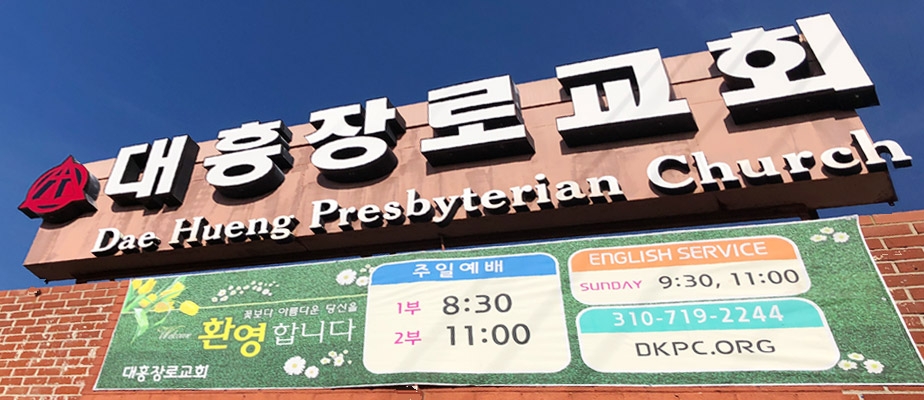 대흥장로교회
Dae Hueng Presbyterian Church
꽃보다 아름다운 당신을
Welcome
환영합니다
대흥장로교회
주일예배
1부 8:30
2부 11:00
ENGLISH SERVICE
SUNDAY 9:30, 11:00
310-719-2244
DKPC.ORG